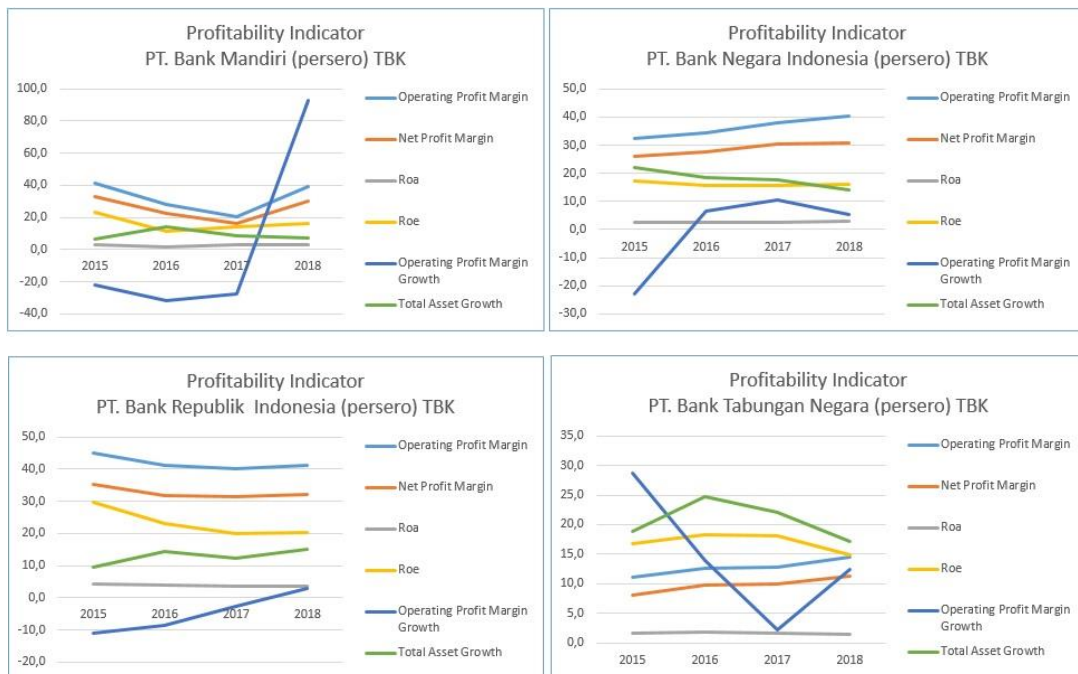 Profitability Indicator
PT. Bank Mandiri (persero) TBK
100,0
80,0
60,0
40,0
20,0
0,0
-20,0
-40,0
2015 2016 2017 2018
Operating Profit Margin
Net Profit Margin
Roa
Roe
Operating Profit Margin
Growth
Total Asset Growth
Profitability Indicator
PT. Bank Negara Indonesia (persero) TBK
50,0
40,0
30,0
20,0
10,0
0,0
-10,0
-20,0
-30,0
2015 2016 2017 2018
Operating Profit Margin
Net Profit Margin
Roa
Roe
Operating Profit Margin
Growth
Total Asset Growth
Profitability Indicator
PT. Bank Republik Indonesia (persero) TBK
50,0
40,0
30,0
20,0
10,0
0,0
-10,0
-20,0
2015 2016 2017 2018
Operating Profit Margin
Net Profit Margin
Roa
Roe
Operating Profit Margin
Growth
Total Asset Growth
Profitability Indicator
PT. Bank Tabungan Negara (persero) TBK
35,0
30,0
25,0
20,0
15,0
10,0
5,0
0,0
2015 2016 2017 2018
Operating Profit Margin
Net Profit Margin
Roa
Roe
Operating Profit Margin
Growth
Total Asset Growth